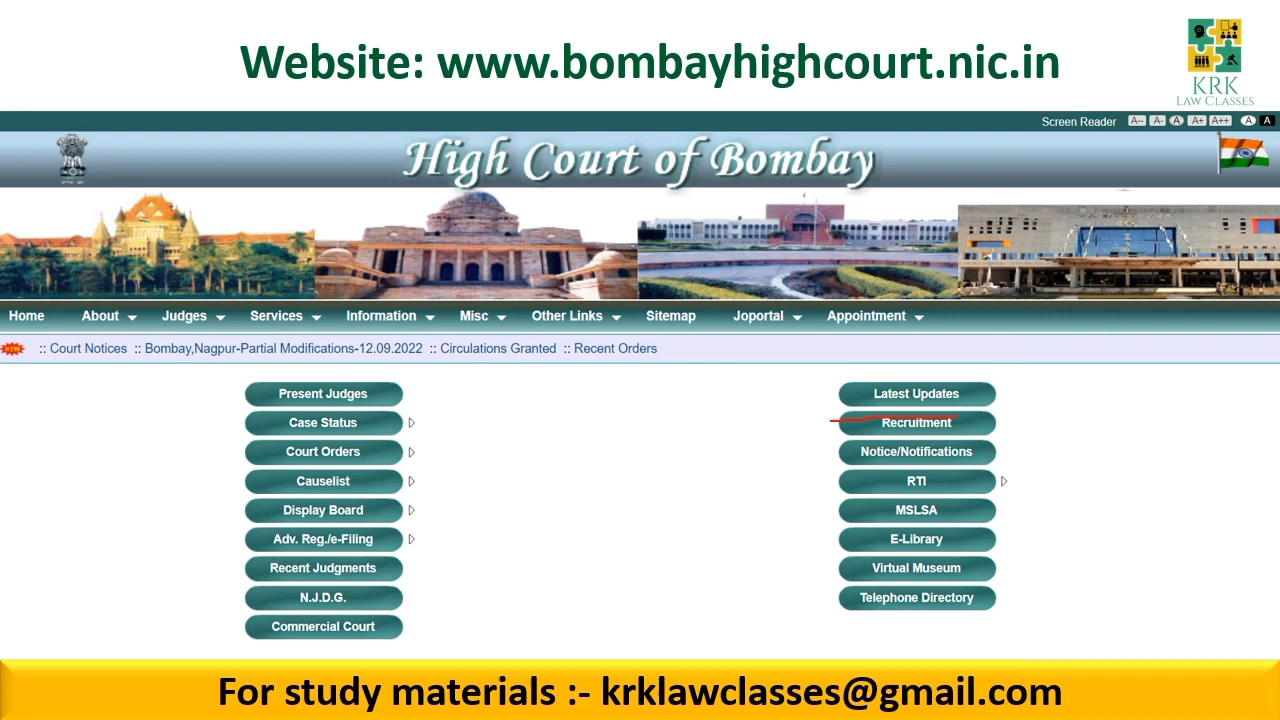 Website: www.bombayhighcourt.nic.in
KRK
LAW CLASSES
Screen Reader A-- A- A A+ A++ A A
High Court of Bombay
Home About Judges Services Information Misc Other Links Sitemap Joportal Appointment
NEW :: Court Notices :: Bombay,Nagpur-Partial Modifications-12.09.2022 :: Circulations Granted :: Recent Orders
Present Judges
Case Status
Court Orders
Causelist
Display Board
Adv. Reg./e-Filing
Recent Judgments
N.J.D.G.
Commercial Court
Latest Updates
Recruitment
Notice/Notifications
RTI
MSLSA
E-Library
Virtual Museum
Telephone Directory
For study materials :- krklawclasses@gmail.com